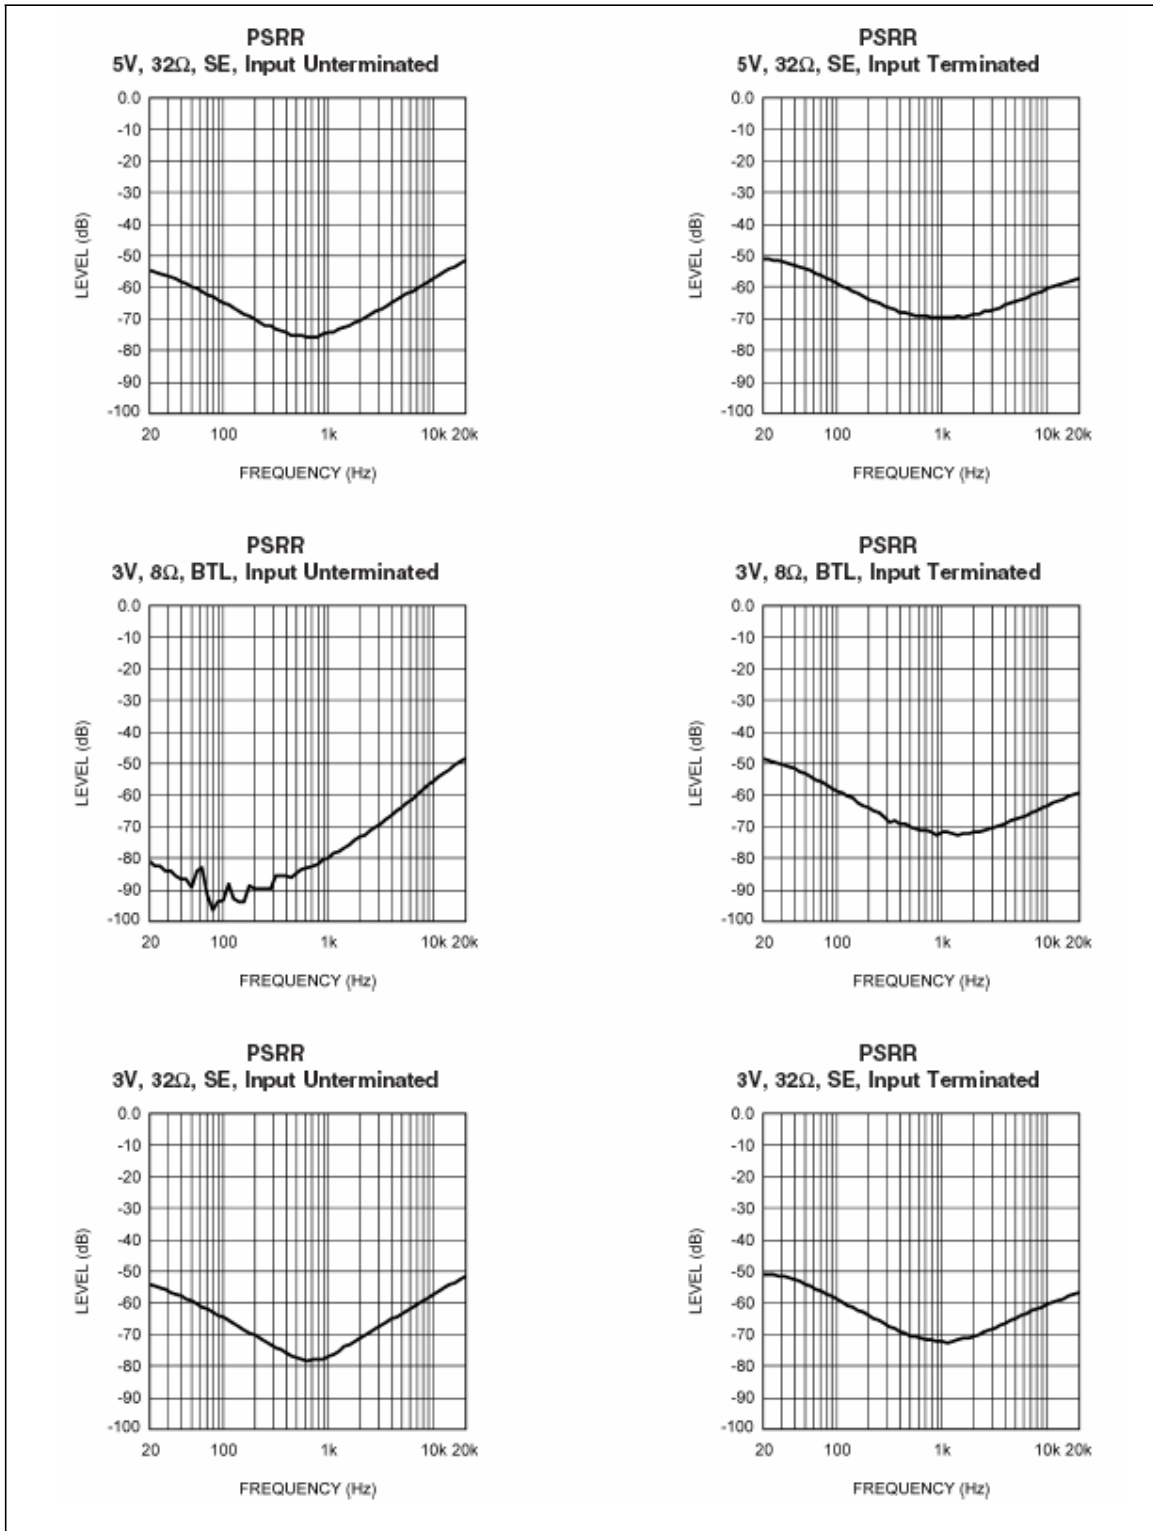 PSRR
5V, 32Ω, SE, Input Unterminated
0.0
-10
-20
-30
-40
-50
-60
-70
-80
-90
-100
LEVEL (dB)
20 100 1k 10k 20k
FREQUENCY (Hz)
PSRR
5V, 32Ω, SE, Input Terminated
0.0
-10
-20
-30
-40
-50
-60
-70
-80
-90
-100
LEVEL (dB)
20 100 1k 10k 20k
FREQUENCY (Hz)
PSRR
3V, 8Ω, BTL, Input Unterminated
0.0
-10
-20
-30
-40
-50
-60
-70
-80
-90
-100
LEVEL (dB)
20 100 1k 10k 20k
FREQUENCY (Hz)
PSRR
3V, 8Ω, BTL, Input Terminated
0.0
-10
-20
-30
-40
-50
-60
-70
-80
-90
-100
LEVEL (dB)
20 100 1k 10k 20k
FREQUENCY (Hz)
PSRR
3V, 32Ω, SE, Input Unterminated
0.0
-10
-20
-30
-40
-50
-60
-70
-80
-90
-100
LEVEL (dB)
20 100 1k 10k 20k
FREQUENCY (Hz)
PSRR
3V, 32Ω, SE, Input Terminated
0.0
-10
-20
-30
-40
-50
-60
-70
-80
-90
-100
LEVEL (dB)
20 100 1k 10k 20k
FREQUENCY (Hz)